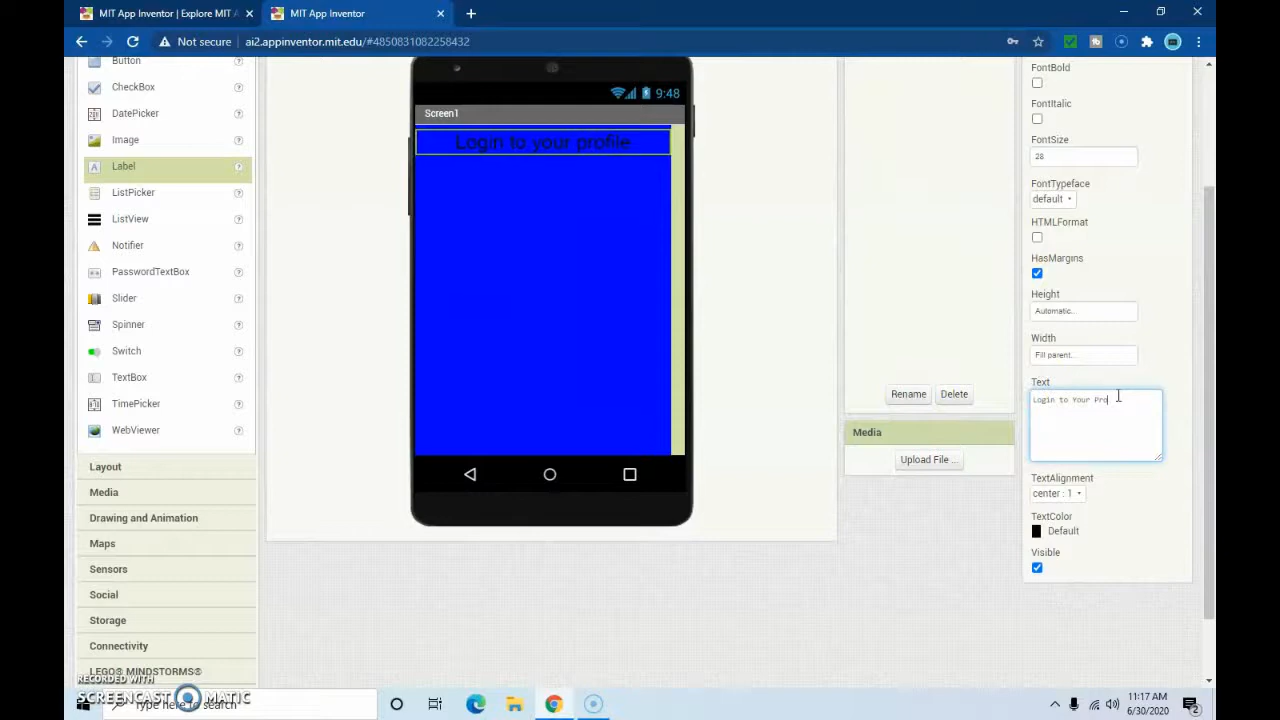 MIT App Inventor | Explore MIT A
MIT App Inventor
Not secure
ai2.appinventor.mit.edu/#4850831082258432
Button
CheckBox
DatePicker
Image
Label
ListPicker
ListView
Notifier
PasswordTextBox
Slider
Spinner
Switch
TextBox
TimePicker
WebViewer
Layout
Media
Drawing and Animation
Maps
Sensors
Social
Storage
Connectivity
LEGO® MINDSTORMS®
9:48
Screen1
Login to your profile
Rename
Delete
Media
Upload File ...
FontBold
FontItalic
FontSize
28
FontTypeface
default
HTMLFormat
HasMargins
Height
Automatic...
Width
Fill parent...
Text
Login to Your Pro
TextAlignment
center : 1
TextColor
Default
Visible
RECORDED WITH
SCREENCAST MATIC
Type here to search
11:17 AM
6/30/2020
2